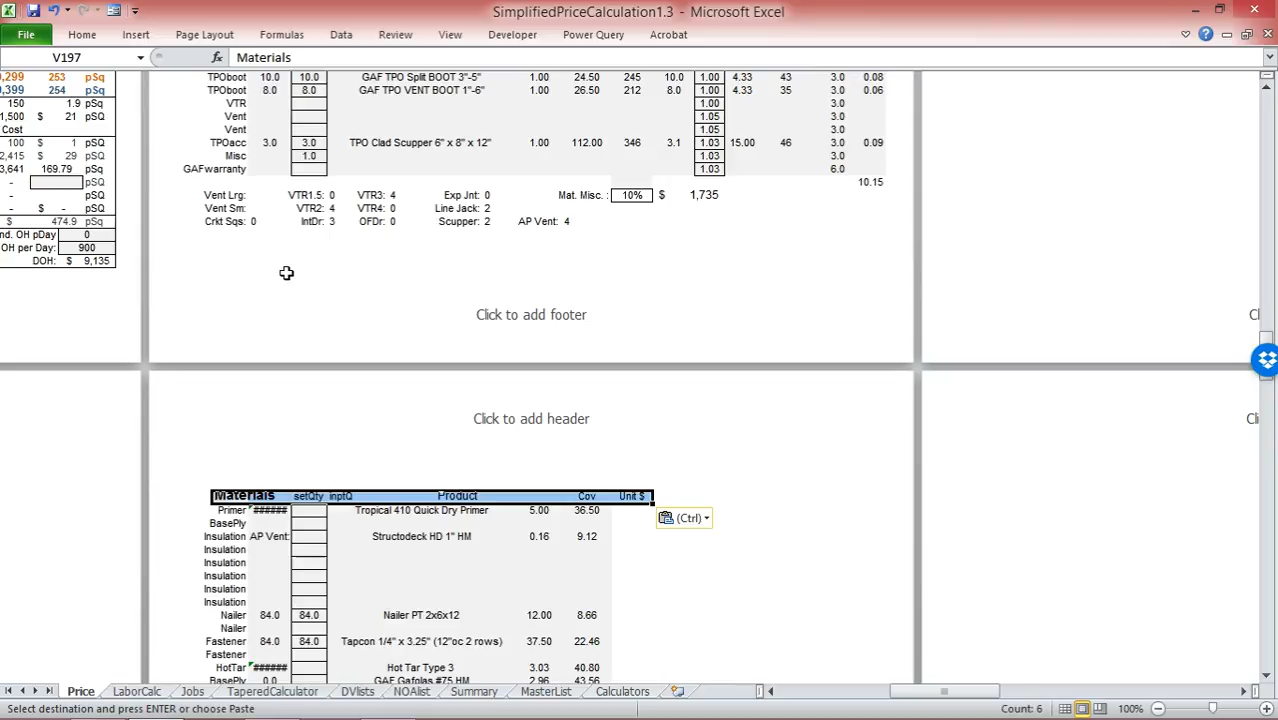 SimplifiedPriceCalculation1.3 - Microsoft Excel
File Home Insert Page Layout Formulas Data Review View Developer Power Query Acrobat
V197 fx Materials
,299 253 pSq TPOboot 10.0 10.0 GAF TPO Split BOOT 3"-5" 1.00 24.50 245 10.0 1.00 4.33 43 3.0 0.08
,399 254 pSq TPOboot 8.0 8.0 GAF TPO VENT BOOT 1"-6" 1.00 26.50 212 8.0 1.00 4.33 35 3.0 0.06
150 1.9 pSq VTR 1.00 3.0
,500 $ 21 pSQ Vent 1.05 3.0
Cost Vent 1.05 3.0
100 $ 1 pSQ TPOacc 3.0 3.0 TPO Clad Scupper 6" x 8" x 12" 1.00 112.00 346 3.1 1.03 15.00 46 3.0 0.09
2,415 $ 29 pSQ Misc 1.0 1.03 3.0
3,641 169.79 pSq GAFwarranty 1.03 6.0
- pSQ 10.15
- pSQ Vent Lrg: VTR1.5: 0 VTR3: 4 Exp Jnt: 0 Mat. Misc. : 10% $ 1,735
- $ - pSQ Vent Sm: VTR2: 4 VTR4: 0 Line Jack: 2
$ 474.9 pSq Crkt Sqs: 0 IntDr: 3 OFDr: 0 Scupper: 2 AP Vent: 4
nd. OH pDay 0
OH per Day: 900
DOH: $ 9,135
Click to add footer
Click to add header
Materials setQty inptQ Product Cov Unit $
Primer ###### Tropical 410 Quick Dry Primer 5.00 36.50
(Ctrl)
BasePly
Insulation AP Vent: Structodeck HD 1" HM 0.16 9.12
Insulation
Insulation
Insulation
Insulation
Insulation
Nailer 84.0 84.0 Nailer PT 2x6x12 12.00 8.66
Nailer
Fastener 84.0 84.0 Tapcon 1/4" x 3.25" (12"oc 2 rows) 37.50 22.46
Fastener
HotTar ###### Hot Tar Type 3 3.03 40.80
BasePly 0.0 GAF Gafglas #75 HM 2.96 43.56
Price LaborCalc Jobs TaperedCalculator DVlists NOAlist Summary MasterList Calculators
Select destination and press ENTER or choose Paste Count: 6 100%